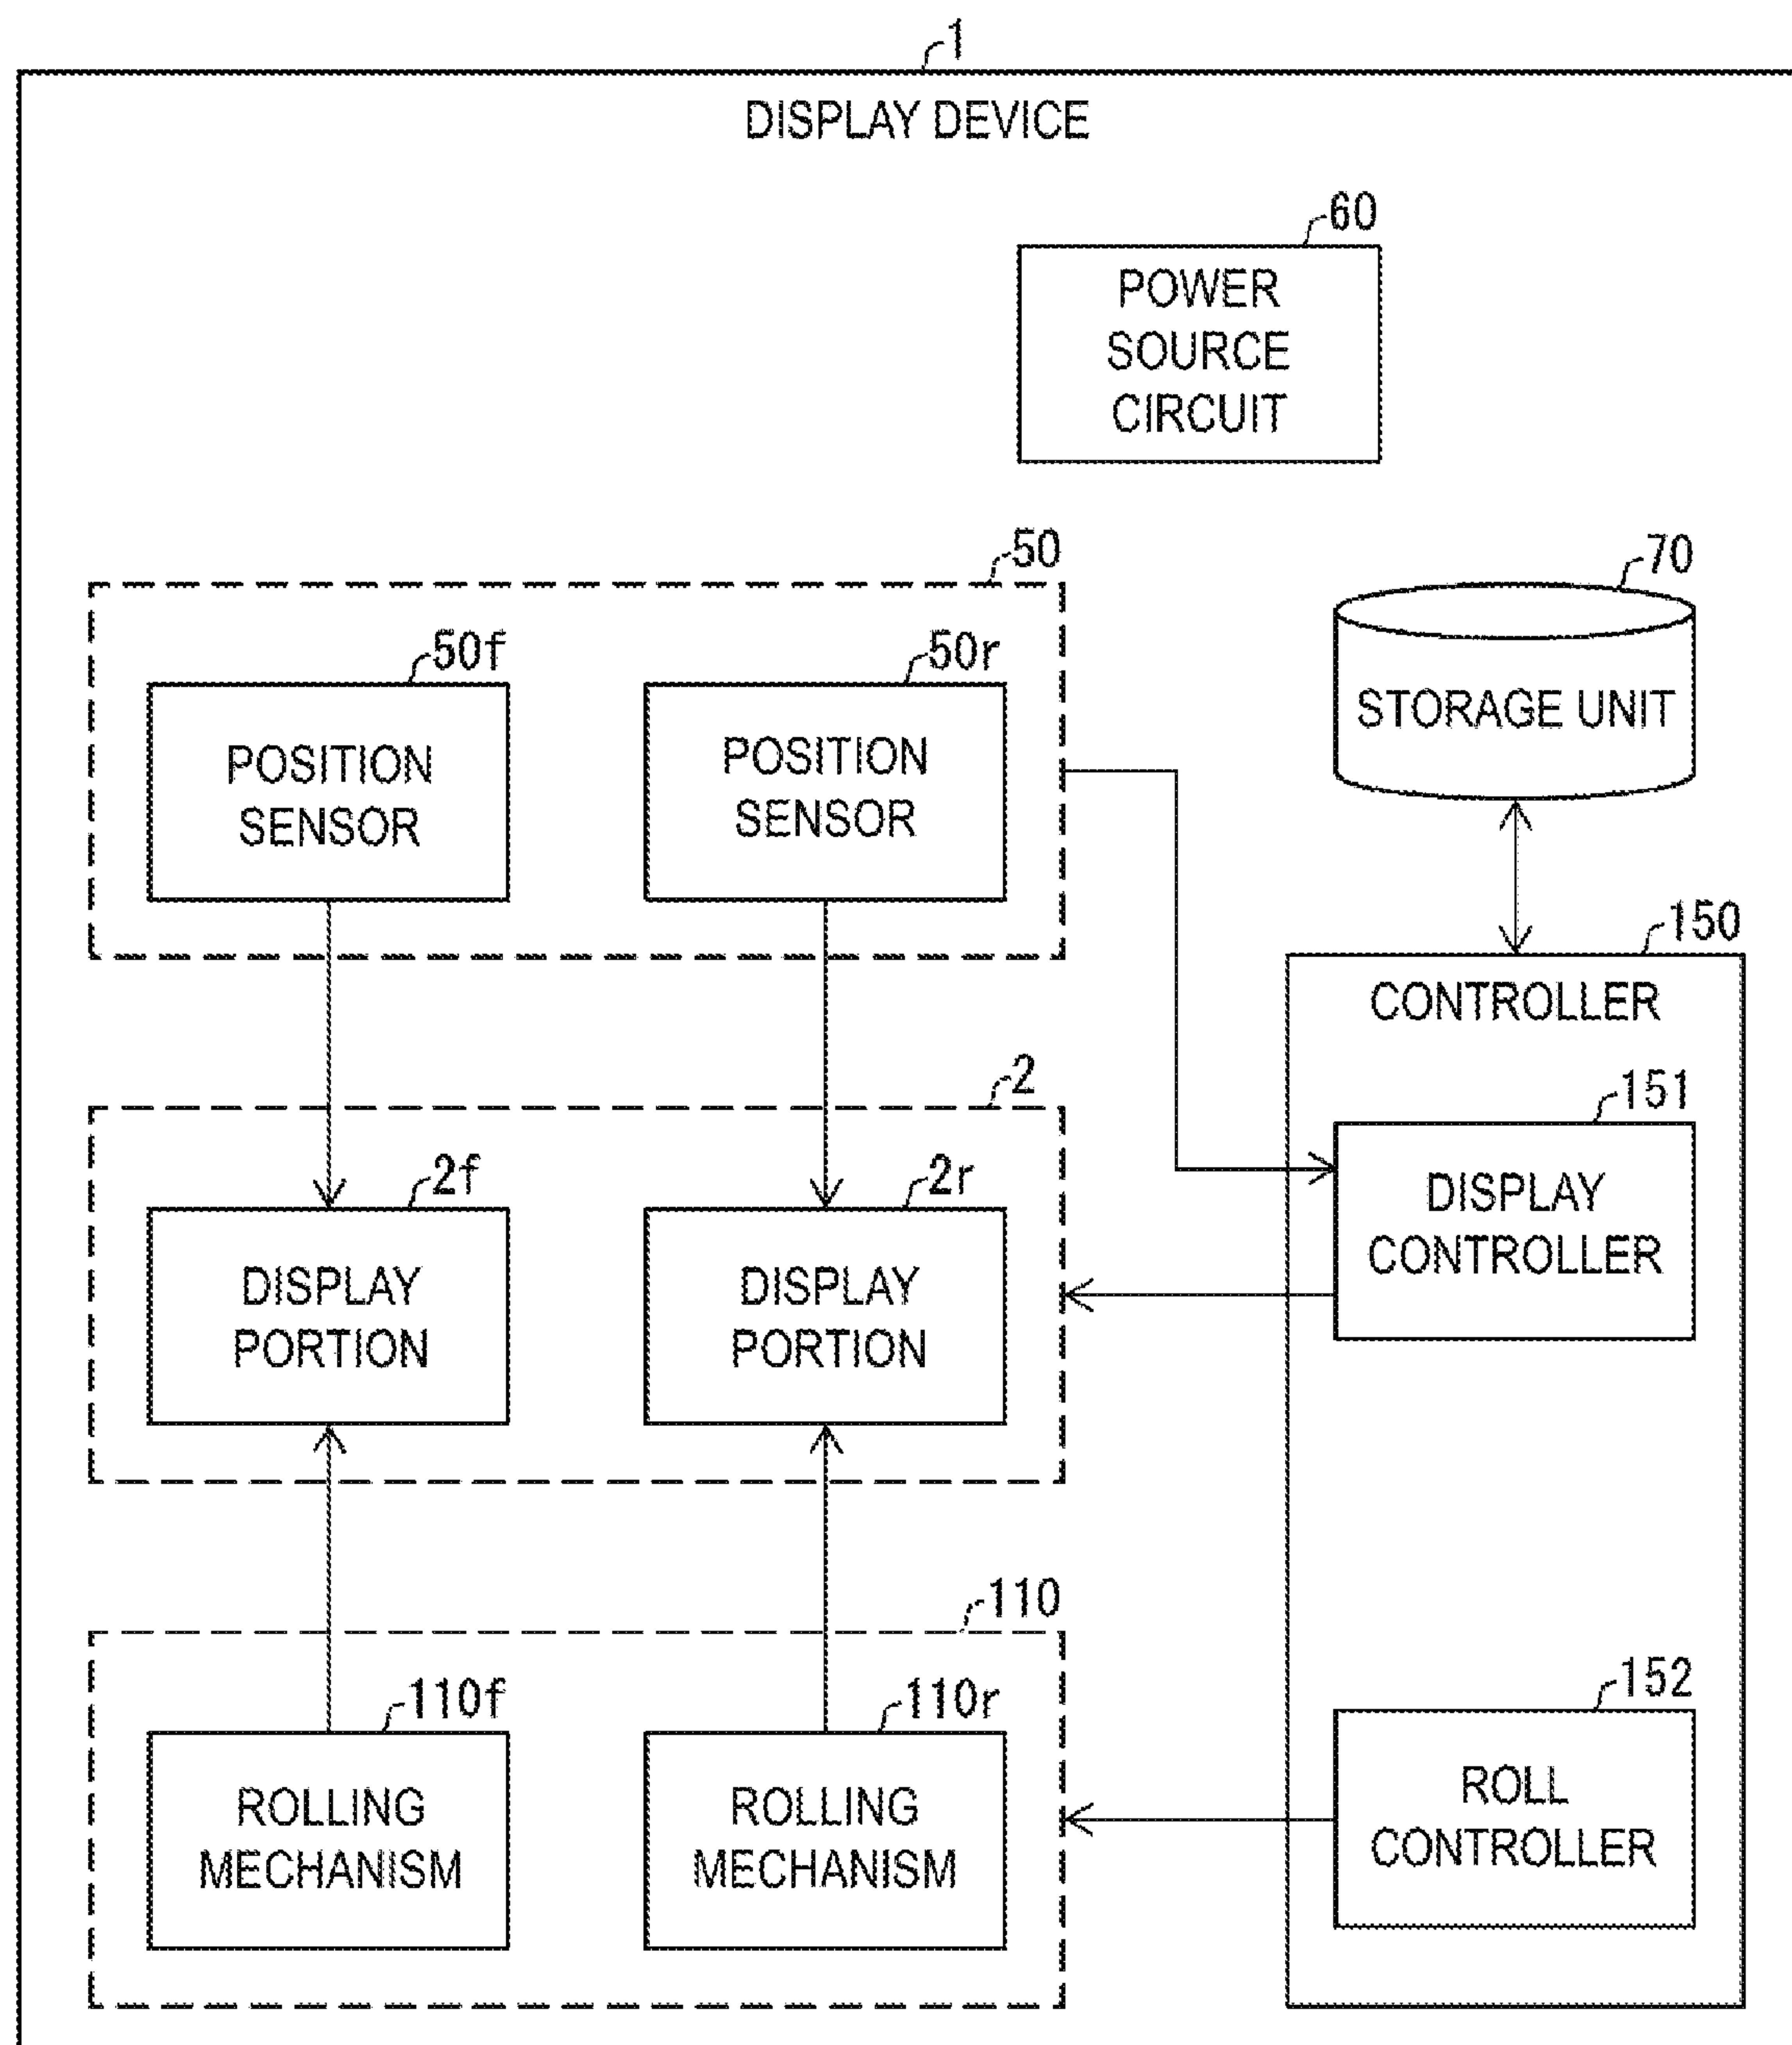 1
DISPLAY DEVICE
60
POWER
SOURCE
CIRCUIT
50
70
50f
50r
POSITION
SENSOR
POSITION
SENSOR
STORAGE UNIT
150
CONTROLLER
2
151
2f
2r
DISPLAY
CONTROLLER
DISPLAY
PORTION
DISPLAY
PORTION
110
110f
110r
152
ROLLING
MECHANISM
ROLLING
MECHANISM
ROLL
CONTROLLER